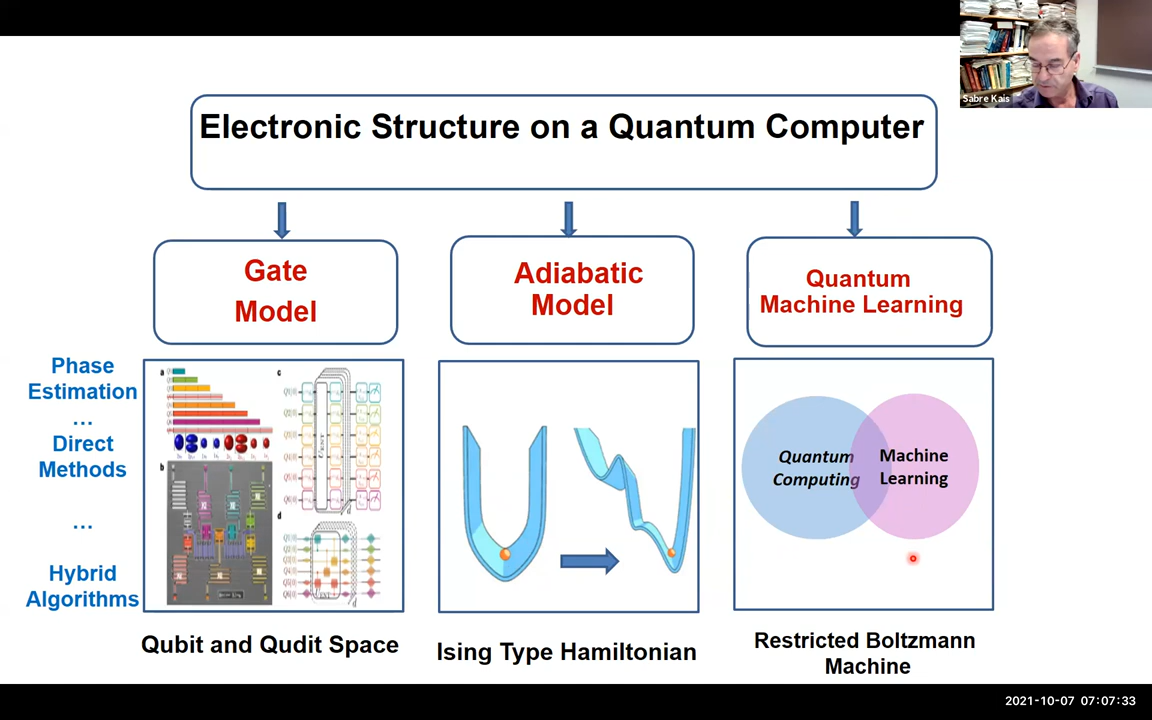 Sabre Kais
Electronic Structure on a Quantum Computer
Gate
Model
Adiabatic
Model
Quantum
Machine Learning
Phase
Estimation
...
Direct
Methods
...
Hybrid
Algorithms
a
c
b
d
Quantum
Computing
Machine
Learning
Qubit and Qudit Space
Ising Type Hamiltonian
Restricted Boltzmann
Machine
2021-10-07 07:07:33